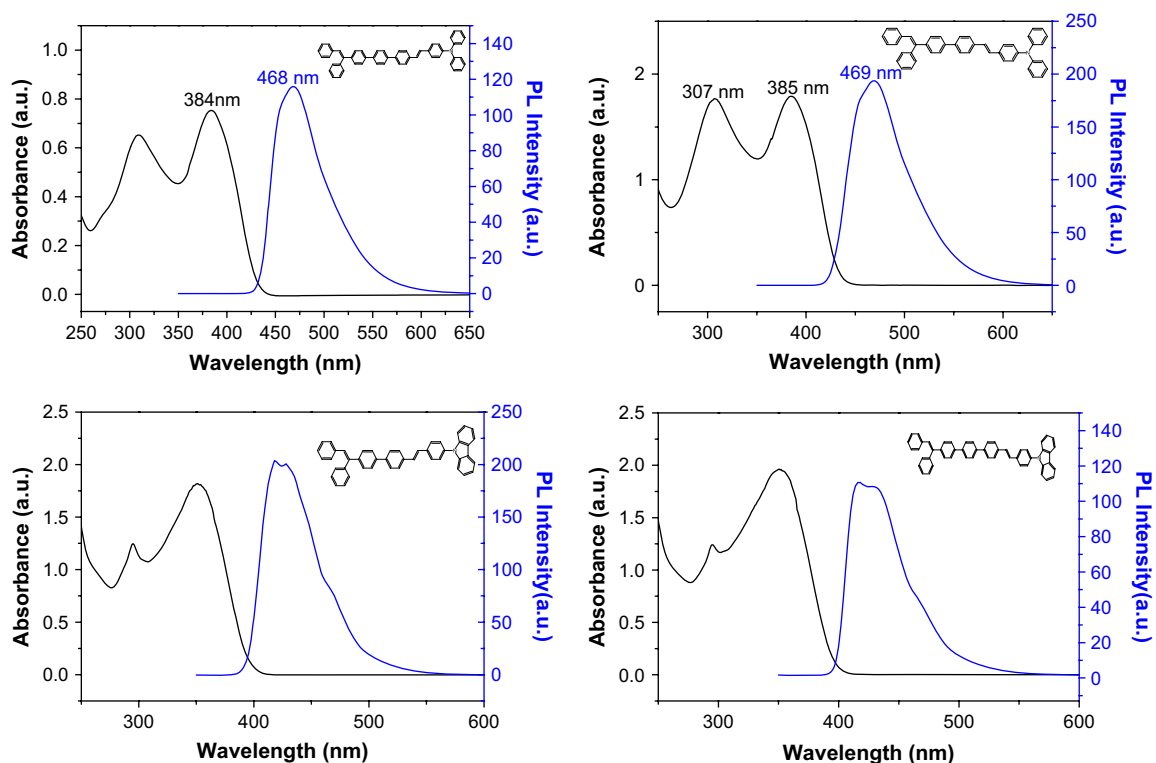 1.0
0.8
0.6
0.4
0.2
0.0
Absorbance (a.u.)
384nm
468 nm
140
120
100
80
60
40
20
0
PL Intensity (a.u.)
250 300 350 400 450 500 550 600 650
Wavelength (nm)
2
1
0
Absorbance (a.u.)
307 nm
385 nm
469 nm
250
200
150
100
50
0
PL Intensity (a.u.)
300 400 500 600
Wavelength (nm)
2.5
2.0
1.5
1.0
0.5
0.0
Absorbance (a.u.)
250
200
150
100
50
0
PL Intensity(a.u.)
300 400 500 600
Wavelength (nm)
2.5
2.0
1.5
1.0
0.5
0.0
Absorbance (a.u.)
140
120
100
80
60
40
20
0
PL Intensity(a.u.)
300 400 500 600
Wavelength (nm)